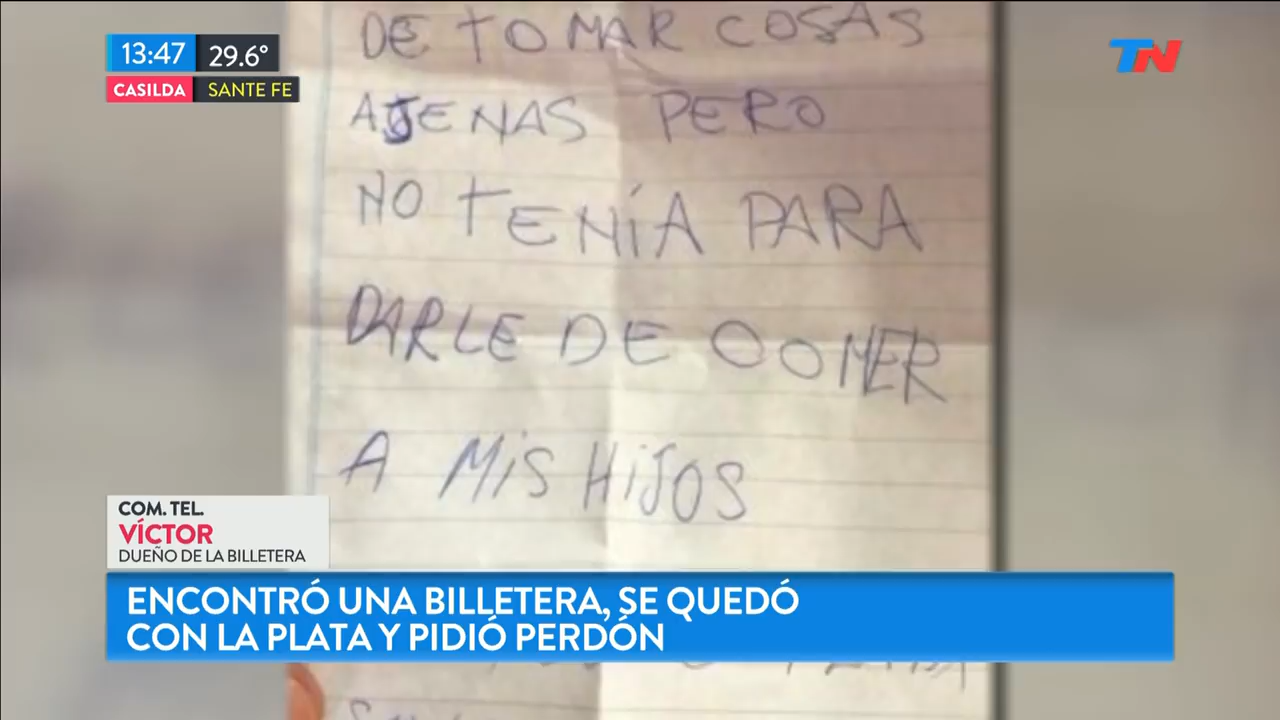 DE TOMAR COSAS
AJENAS PERO
NO TENÍA PARA
DARLE DE COMER
A MIS HIJOS
13:47 29.6°
CASILDA SANTE FE
TN
COM. TEL.
VÍCTOR
DUEÑO DE LA BILLETERA
ENCONTRÓ UNA BILLETERA, SE QUEDÓ
CON LA PLATA Y PIDIÓ PERDÓN